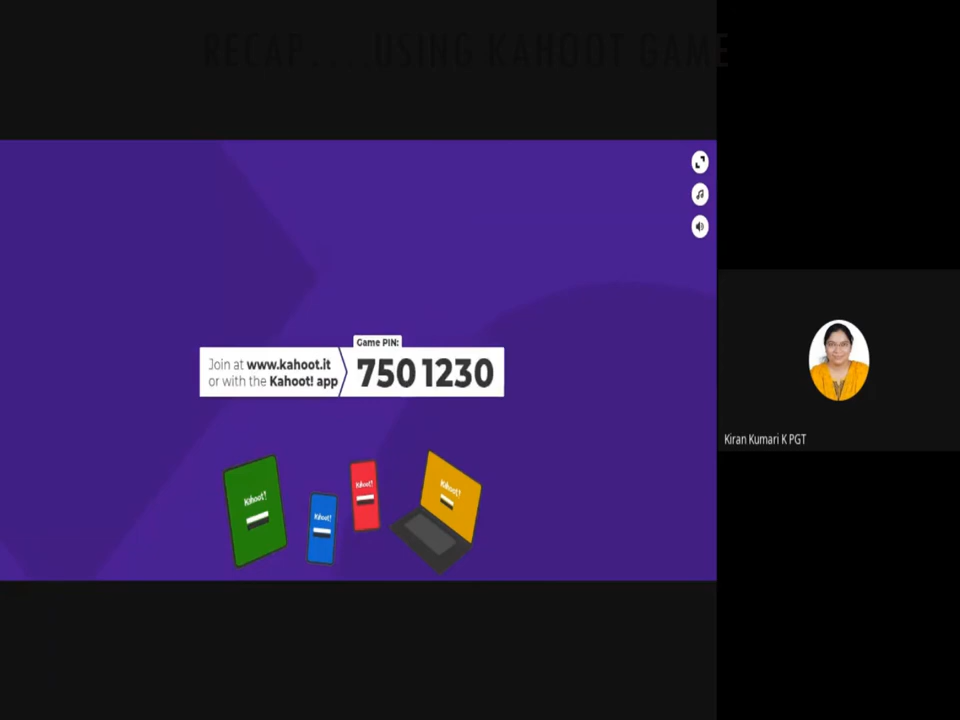 RECAP.....USING KAHOOT GAME
Game PIN:
Join at www.kahoot.it
or with the Kahoot! app
750 1230
Kahoot!
Kahoot!
Kahoot!
Kahoot!
Kiran Kumari K PGT